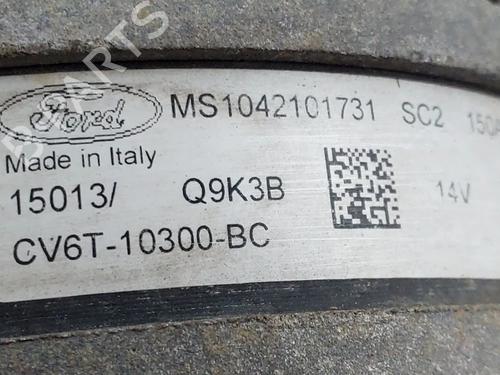 Ford MS1042101731 SC2
Made in Italy
15013/ Q9K3B 14V
CV6T-10300-BC